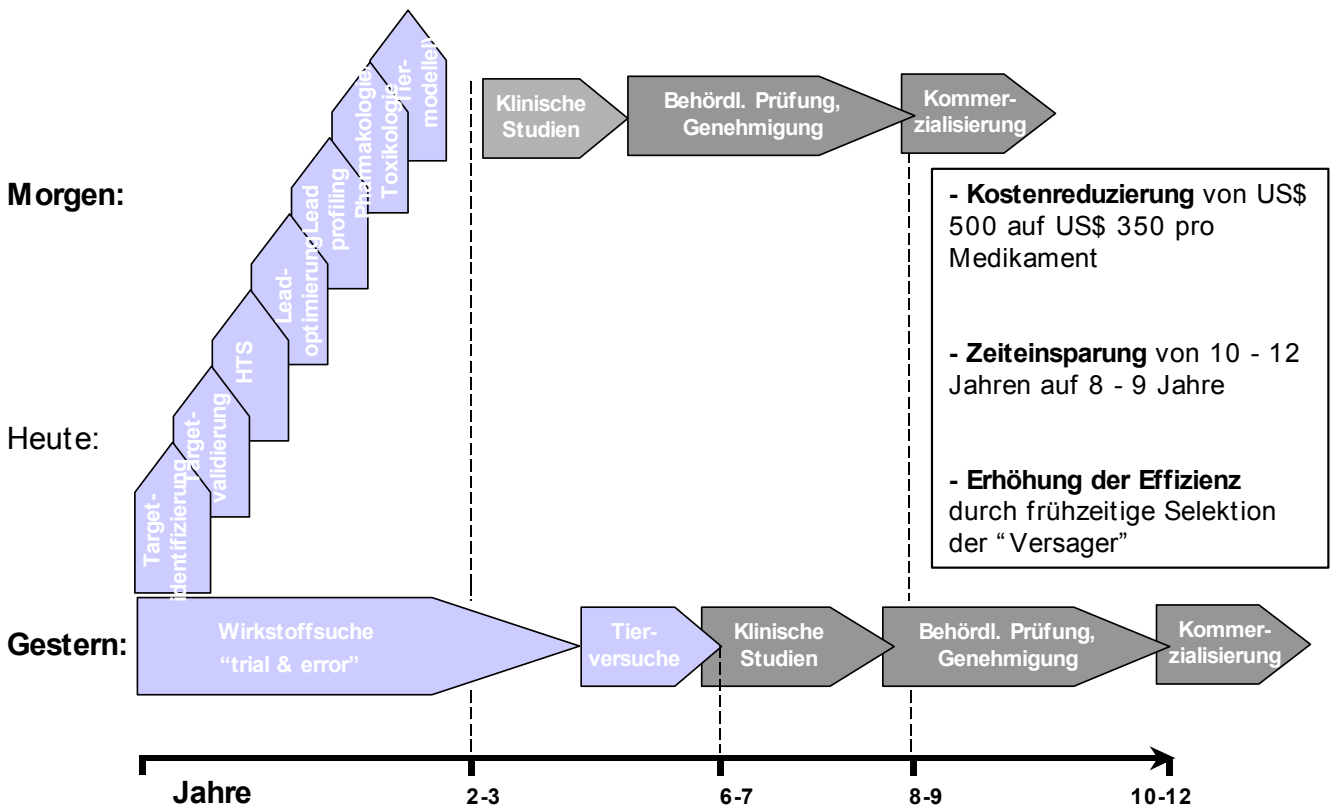 Morgen:
Heute:
Gestern:
Target-
identifizierung
Target-
validierung
HTS
Lead-
optimierung
Lead
profiling
Pharmakologie,
Toxikologie
Tier-
modelle)
Klinische
Studien
Behördl. Prüfung,
Genehmigung
Kommer-
zialisierung
- Kostenreduzierung von US$
500 auf US$ 350 pro
Medikament
- Zeiteinsparung von 10 - 12
Jahren auf 8 - 9 Jahre
- Erhöhung der Effizienz
durch frühzeitige Selektion
der “Versager”
Wirkstoffsuche
“trial & error”
Tier-
versuche
Klinische
Studien
Behördl. Prüfung,
Genehmigung
Kommer-
zialisierung
Jahre
2-3
6-7
8-9
10-12